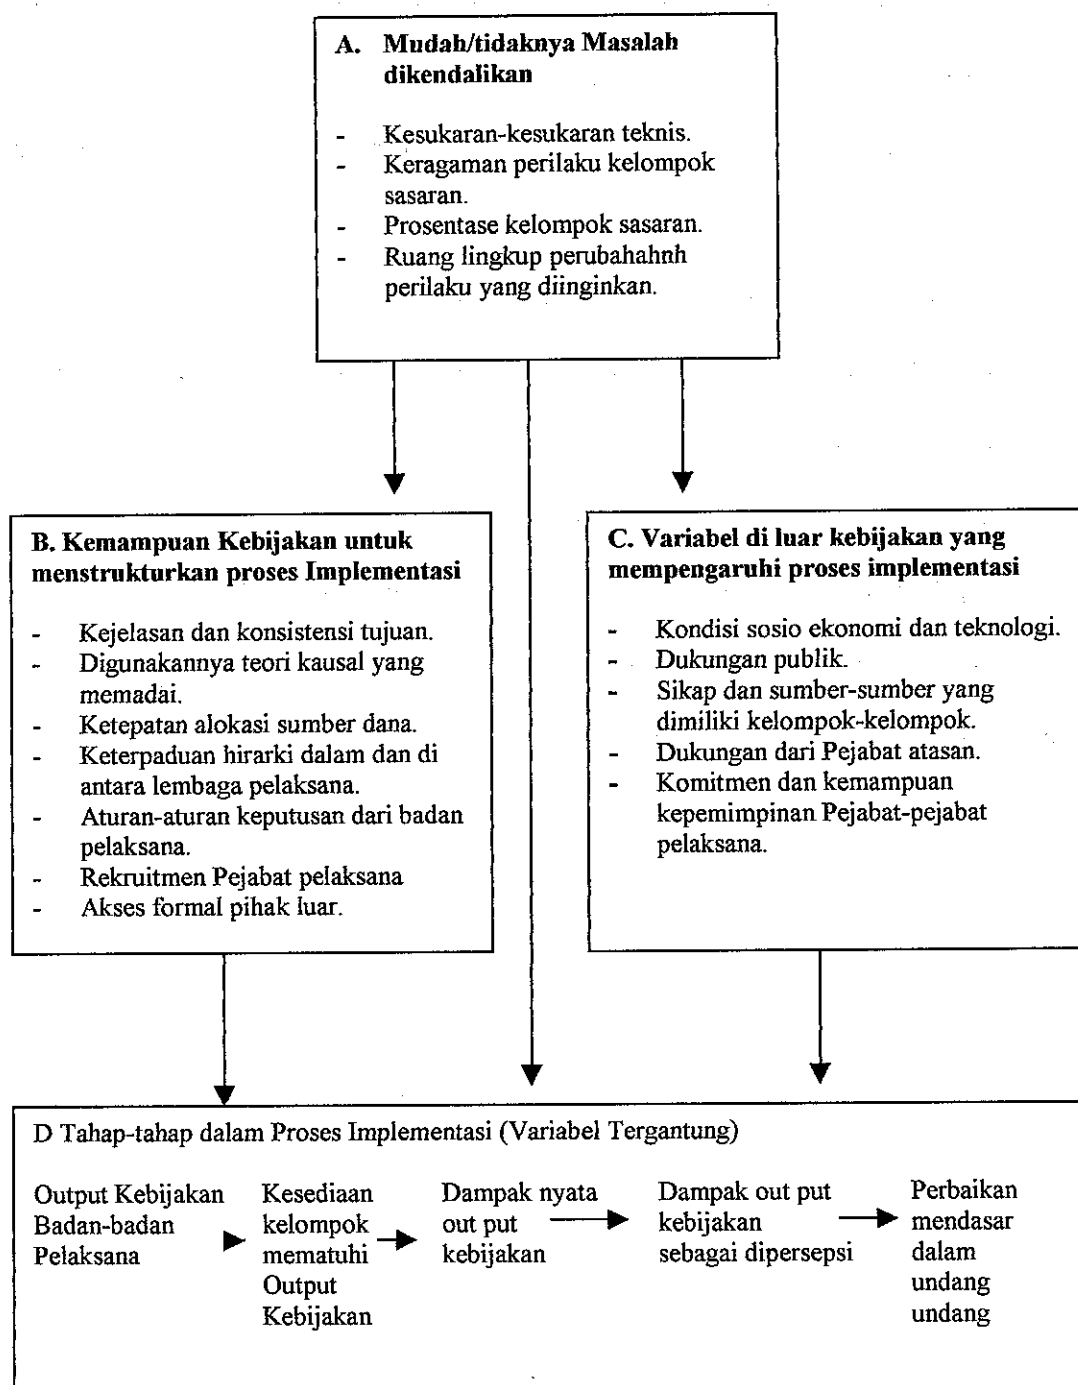 A. Mudah/tidaknya Masalah
dikendalikan
- Kesukaran-kesukaran teknis.
- Keragaman perilaku kelompok
sasaran.
- Prosentase kelompok sasaran.
- Ruang lingkup perubahahnh
perilaku yang diinginkan.
B. Kemampuan Kebijakan untuk
menstrukturkan proses Implementasi
- Kejelasan dan konsistensi tujuan.
- Digunakannya teori kausal yang
memadai.
- Ketepatan alokasi sumber dana.
- Keterpaduan hirarki dalam dan di
antara lembaga pelaksana.
- Aturan-aturan keputusan dari badan
pelaksana.
- Rekruitmen Pejabat pelaksana
- Akses formal pihak luar.
C. Variabel di luar kebijakan yang
mempengaruhi proses implementasi
- Kondisi sosio ekonomi dan teknologi.
- Dukungan publik.
- Sikap dan sumber-sumber yang
dimiliki kelompok-kelompok.
- Dukungan dari Pejabat atasan.
- Komitmen dan kemampuan
kepemimpinan Pejabat-pejabat
pelaksana.
D Tahap-tahap dalam Proses Implementasi (Variabel Tergantung)
Output Kebijakan
Badan-badan
Pelaksana
Kesediaan
kelompok
mematuhi
Output
Kebijakan
Dampak nyata
out put
kebijakan
Dampak out put
kebijakan
sebagai dipersepsi
Perbaikan
mendasar
dalam
undang
undang